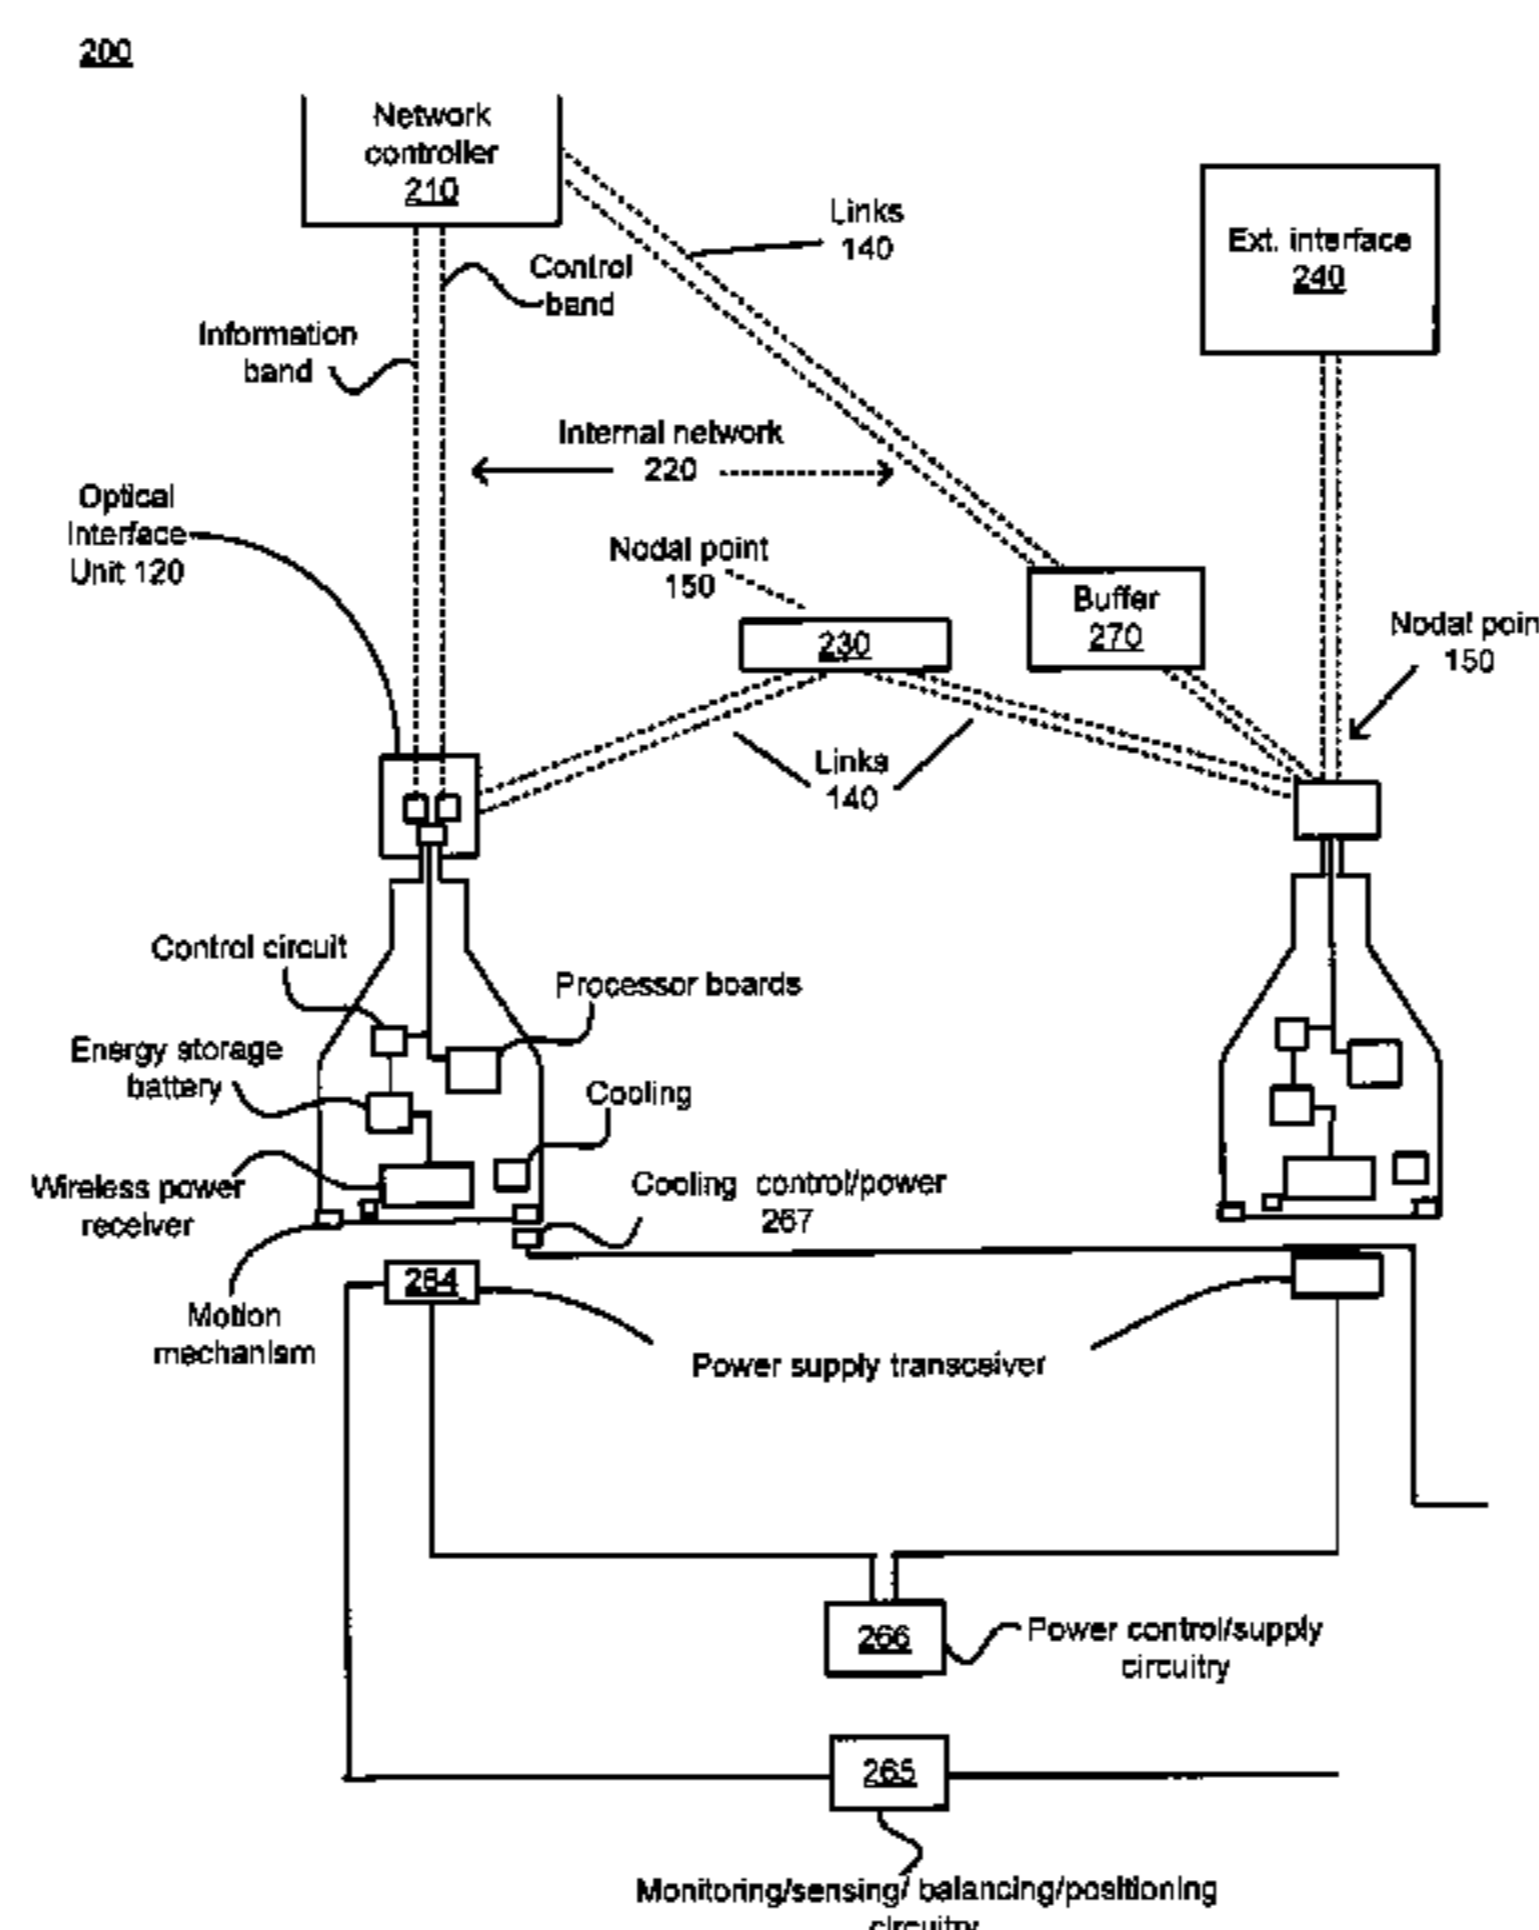 200
Network
controller
210
Links
140
Ext. interface
240
Control
band
Information
band
Internal network
220
Optical
Interface
Unit 120
Nodal point
150
Buffer
270
230
Nodal poin
150
Links
140
Control circuit
Processor boards
Energy storage
battery
Cooling
Wireless power
receiver
Cooling control/power
267
264
Motion
mechanism
Power supply transceiver
266
Power control/supply
circuitry
265
Monitoring/sensing/ balancing/positioning
circuitry